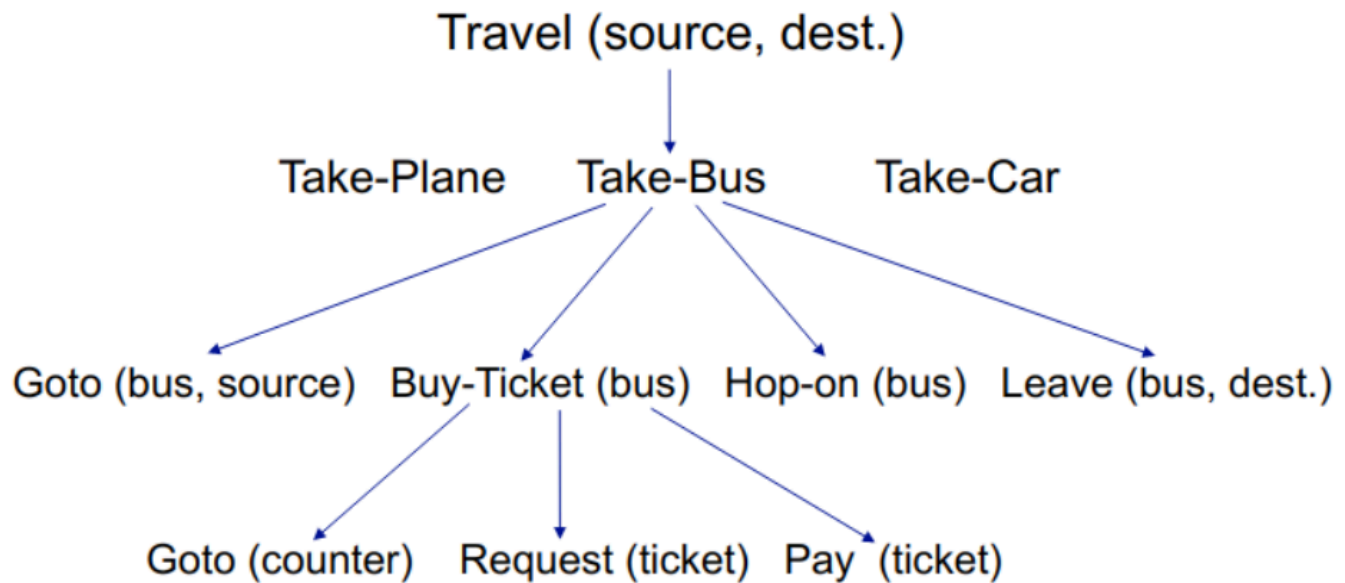 Travel (source, dest.)
Take-Plane Take-Bus Take-Car
Goto (bus, source) Buy-Ticket (bus) Hop-on (bus) Leave (bus, dest.)
Goto (counter) Request (ticket) Pay (ticket)